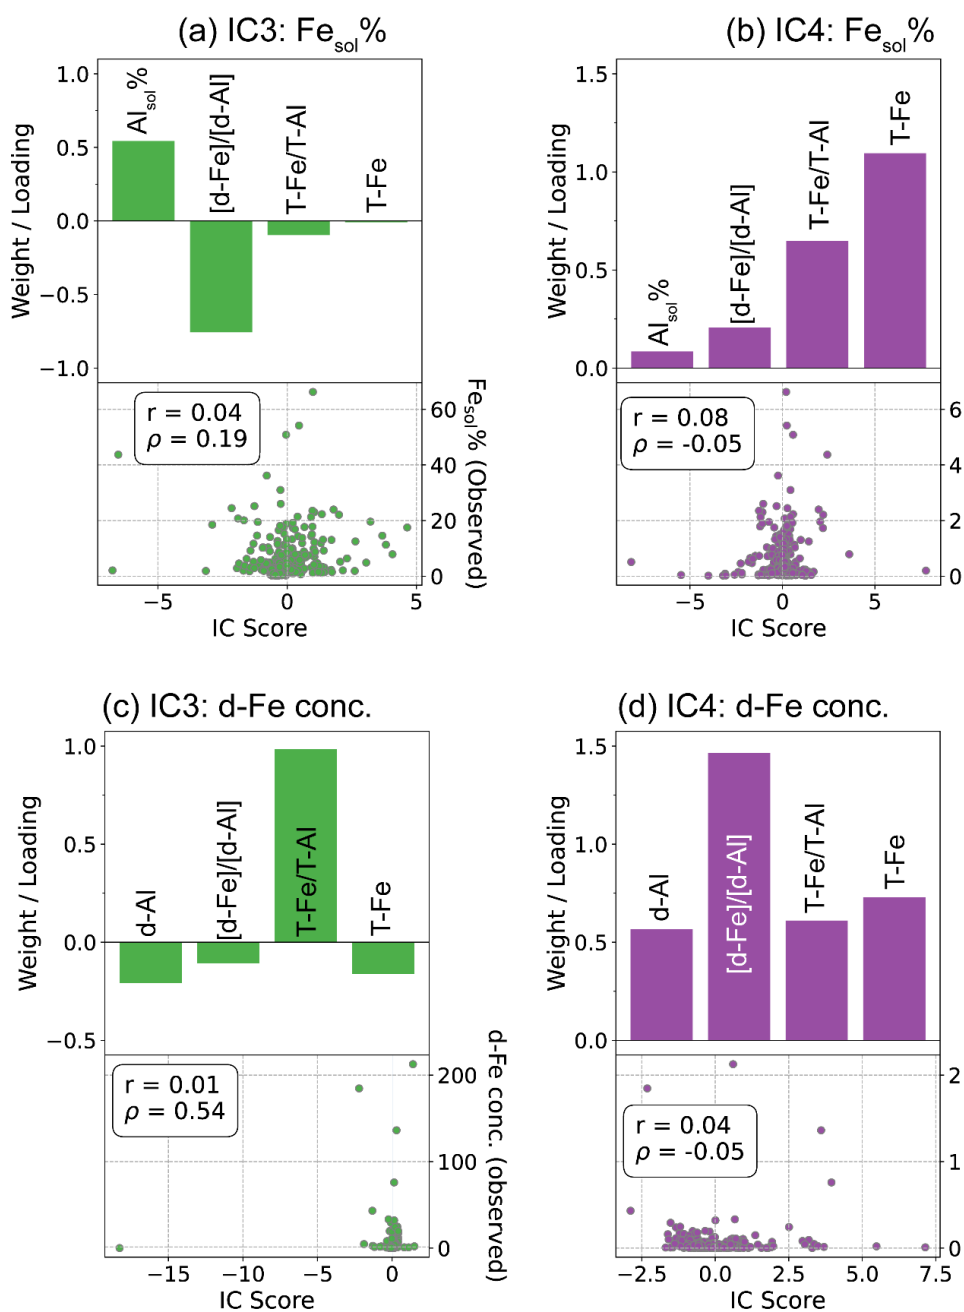 (a) IC3: Fesol%
(b) IC4: Fesol%
Weight / Loading
1.0
0.5
0.0
−0.5
−1.0
Alsol%
[d-Fe]/[d-Al]
T-Fe/T-Al
T-Fe
r = 0.04
ρ = 0.19
60
40
20
0
Fesol% (Observed)
−5
0
5
IC Score
Weight / Loading
1.5
1.0
0.5
0.0
Alsol%
[d-Fe]/[d-Al]
T-Fe/T-Al
T-Fe
r = 0.08
ρ = -0.05
6
4
2
0
−5
0
5
IC Score
(c) IC3: d-Fe conc.
(d) IC4: d-Fe conc.
Weight / Loading
1.0
0.5
0.0
−0.5
d-Al
[d-Fe]/[d-Al]
T-Fe/T-Al
T-Fe
r = 0.01
ρ = 0.54
200
100
0
d-Fe conc. (observed)
−15
−10
−5
0
IC Score
Weight / Loading
1.5
1.0
0.5
0.0
d-Al
[d-Fe]/[d-Al]
T-Fe/T-Al
T-Fe
r = 0.04
ρ = -0.05
2
1
0
−2.5
0.0
2.5
5.0
7.5
IC Score